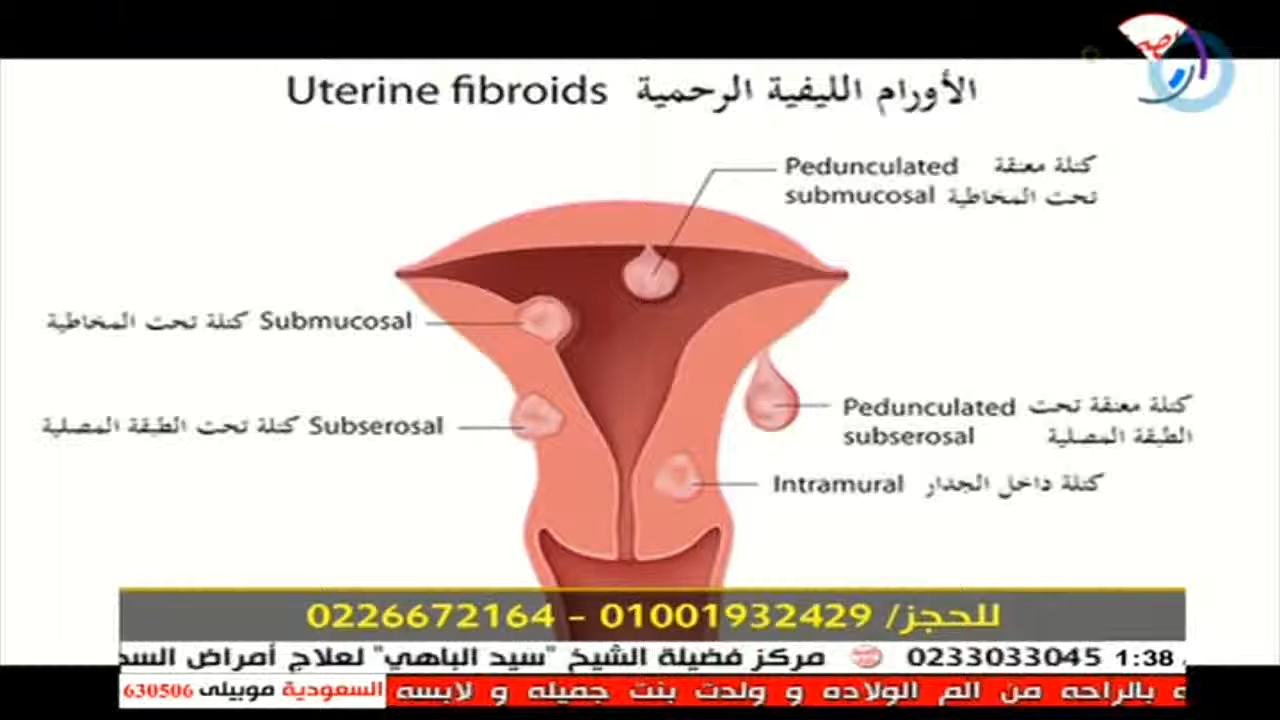 Uterine fibroids الأورام الليفية الرحمية
Pedunculated كتلة معنقة
submucosal تحت المخاطية
كتلة تحت المخاطية Submucosal
Pedunculated كتلة معنقة تحت
subserosal الطبقة المصلية
كتلة تحت الطبقة المصلية Subserosal
Intramural كتلة داخل الجدار
للحجز/ 01001932429 - 0226672164
1:38 0233033045 مركز فضيلة الشيخ "سيد الباهي" لعلاج أمراض
بالراحه من الم الولاده و ولدت بنت جميله و لابسه السعودية موبيلى 630506